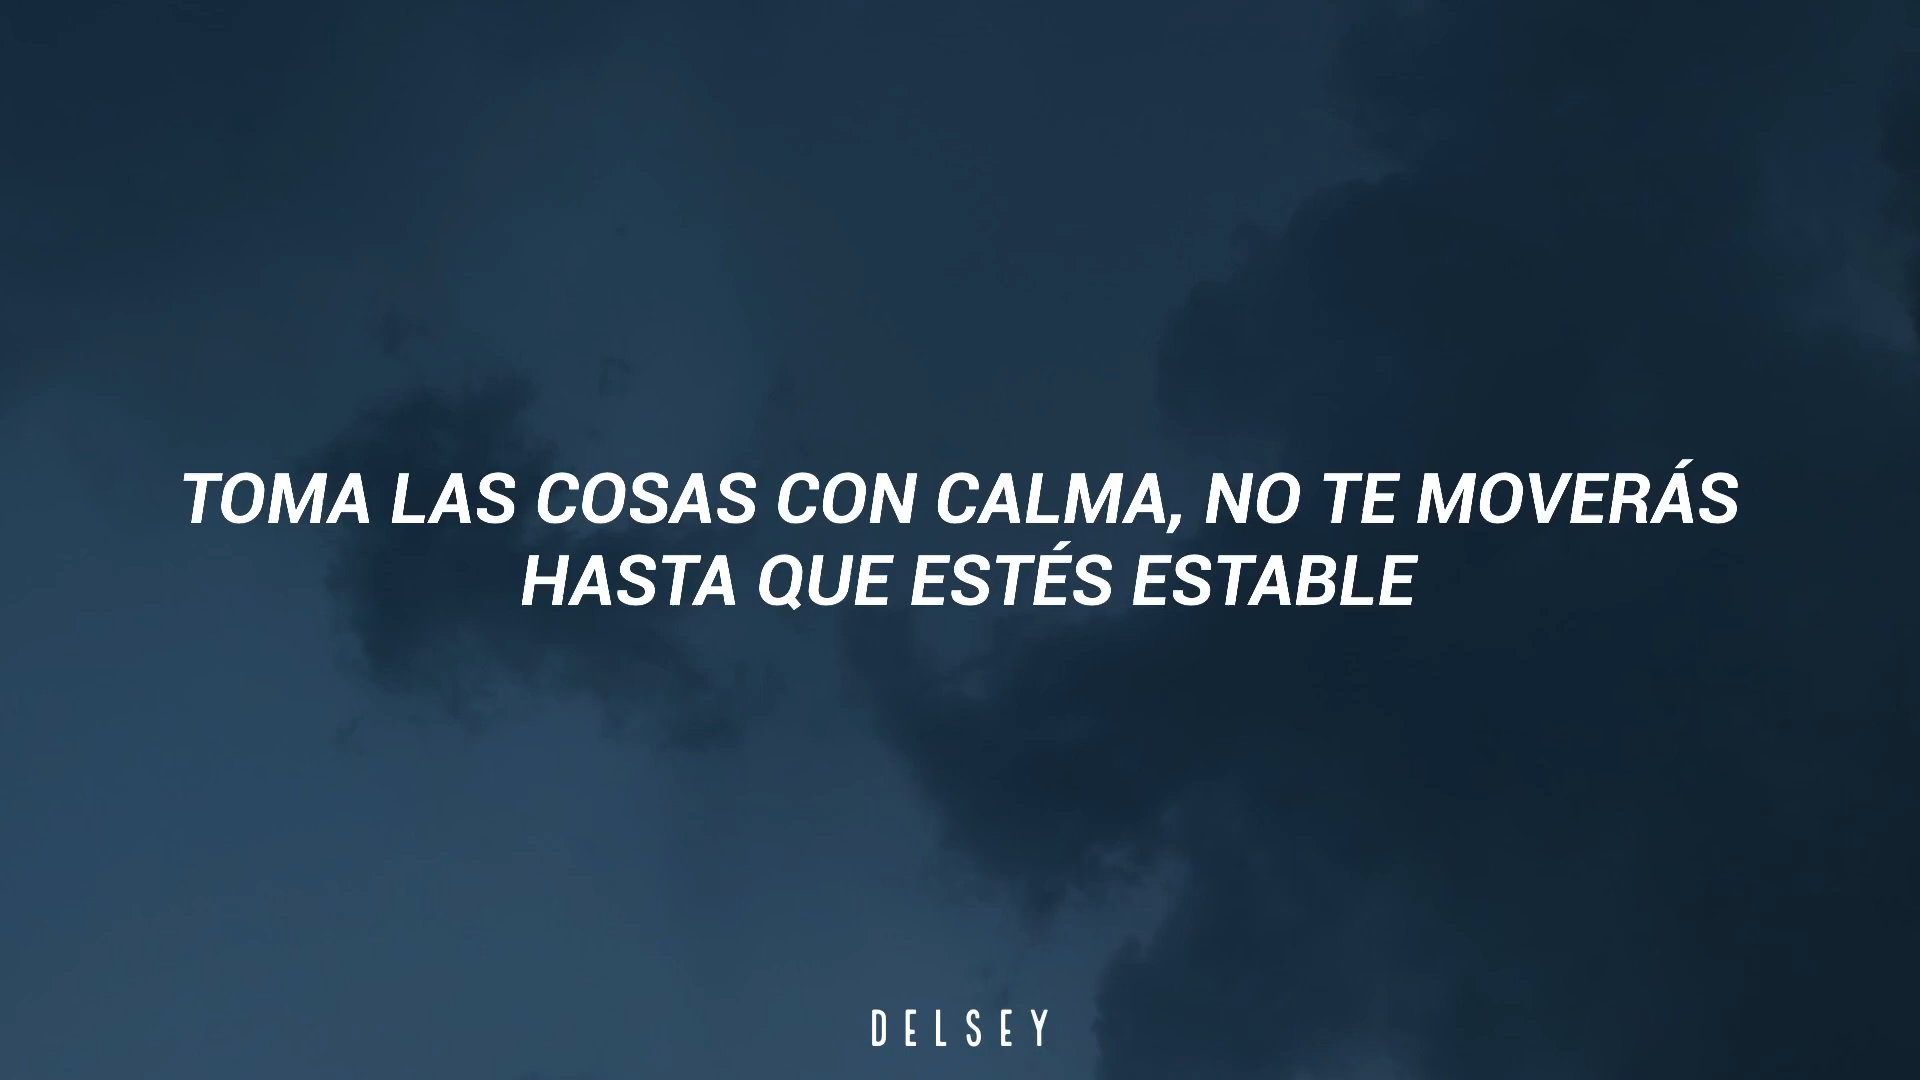 TOMA LAS COSAS CON CALMA, NO TE MOVERÁS
HASTA QUE ESTÉS ESTABLE
DELSEY